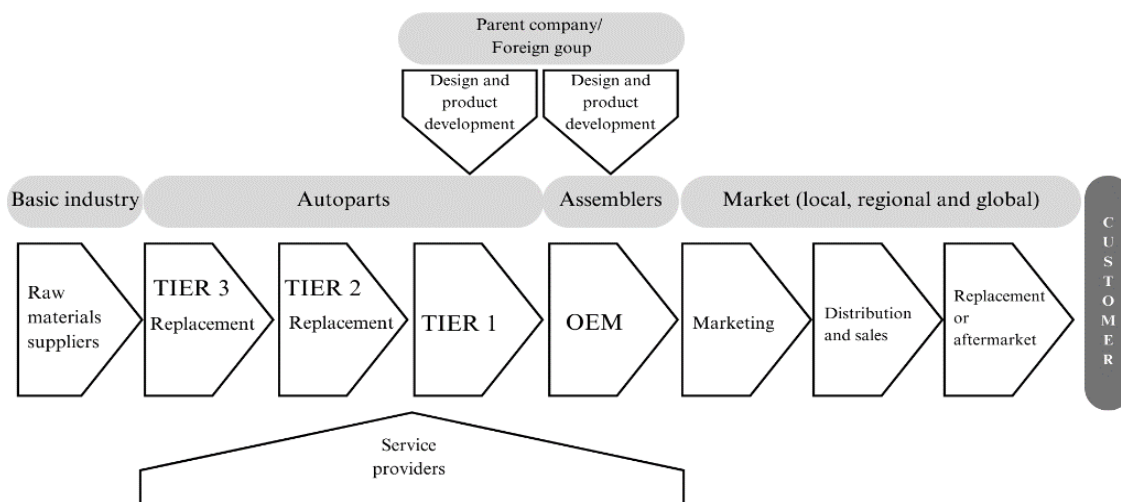 Parent company/
Foreign goup
Design and
product
development
Design and
product
development
Basic industry
Autoparts
Assemblers
Market (local, regional and global)
CUSTOMER
Raw
materials
suppliers
TIER 3
Replacement
TIER 2
Replacement
TIER 1
OEM
Marketing
Distribution
and sales
Replacement
or
aftermarket
Service
providers